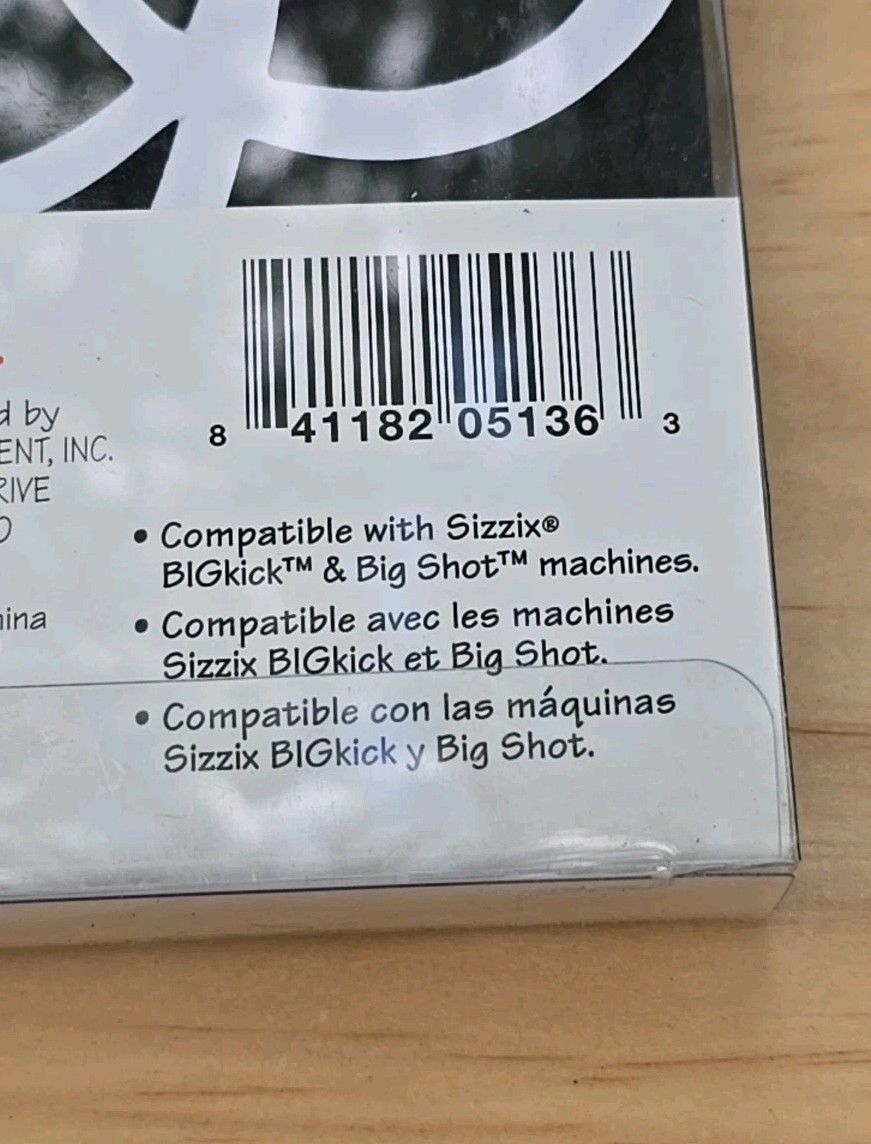 d by
ENT, INC.
RIVE
8 41182 05136 3
• Compatible with Sizzix®
BIGkick™ & Big Shot™ machines.
• Compatible avec les machines
Sizzix BIGkick et Big Shot.
• Compatible con las máquinas
Sizzix BIGkick y Big Shot.
ina